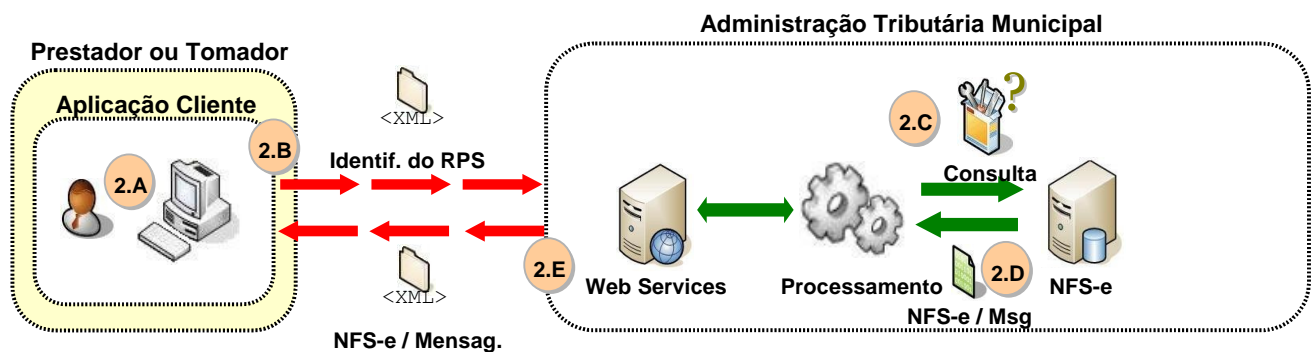 Administração Tributária Municipal
Prestador ou Tomador
Aplicação Cliente
<XML>
2.C
?
2.B
Identif. do RPS
2.A
Consulta
2.E
Web Services
Processamento
2.D
NFS-e
<XML>
NFS-e / Msg
NFS-e / Mensag.